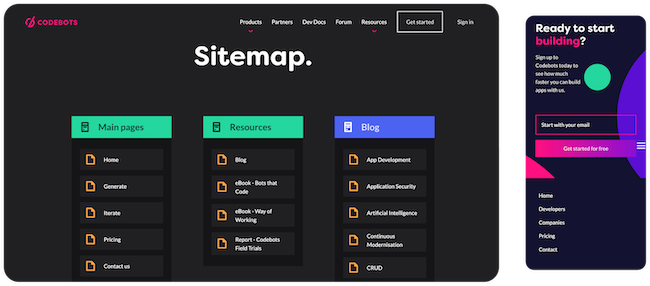 CODEBOTS
Products Partners Dev Docs Forum Resources Get started Sign in
Sitemap.
Main pages
Home
Generate
Iterate
Pricing
Contact us
Resources
Blog
eBook - Bots that
Code
eBook - Way of
Working
Report - Codebots
Field Trials
Blog
App Development
Application Security
Artificial Intelligence
Continuous
Modernisation
CRUD
Ready to start
building?
Sign up to
Codebots today to
see how much
faster you can build
apps with us.
Start with your email
Get started for free
Home
Developers
Companies
Pricing
Contact